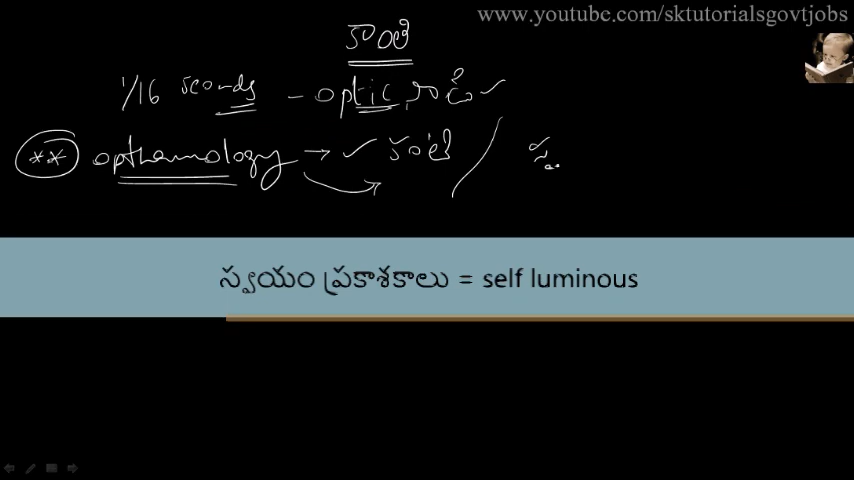 www.youtube.com/sktutorialsgovtjobs
కాంతి
1/16 seconds - optic నాడి
** opthamology → కంటి /
స్వయం ప్రకాశకాలు = self luminous